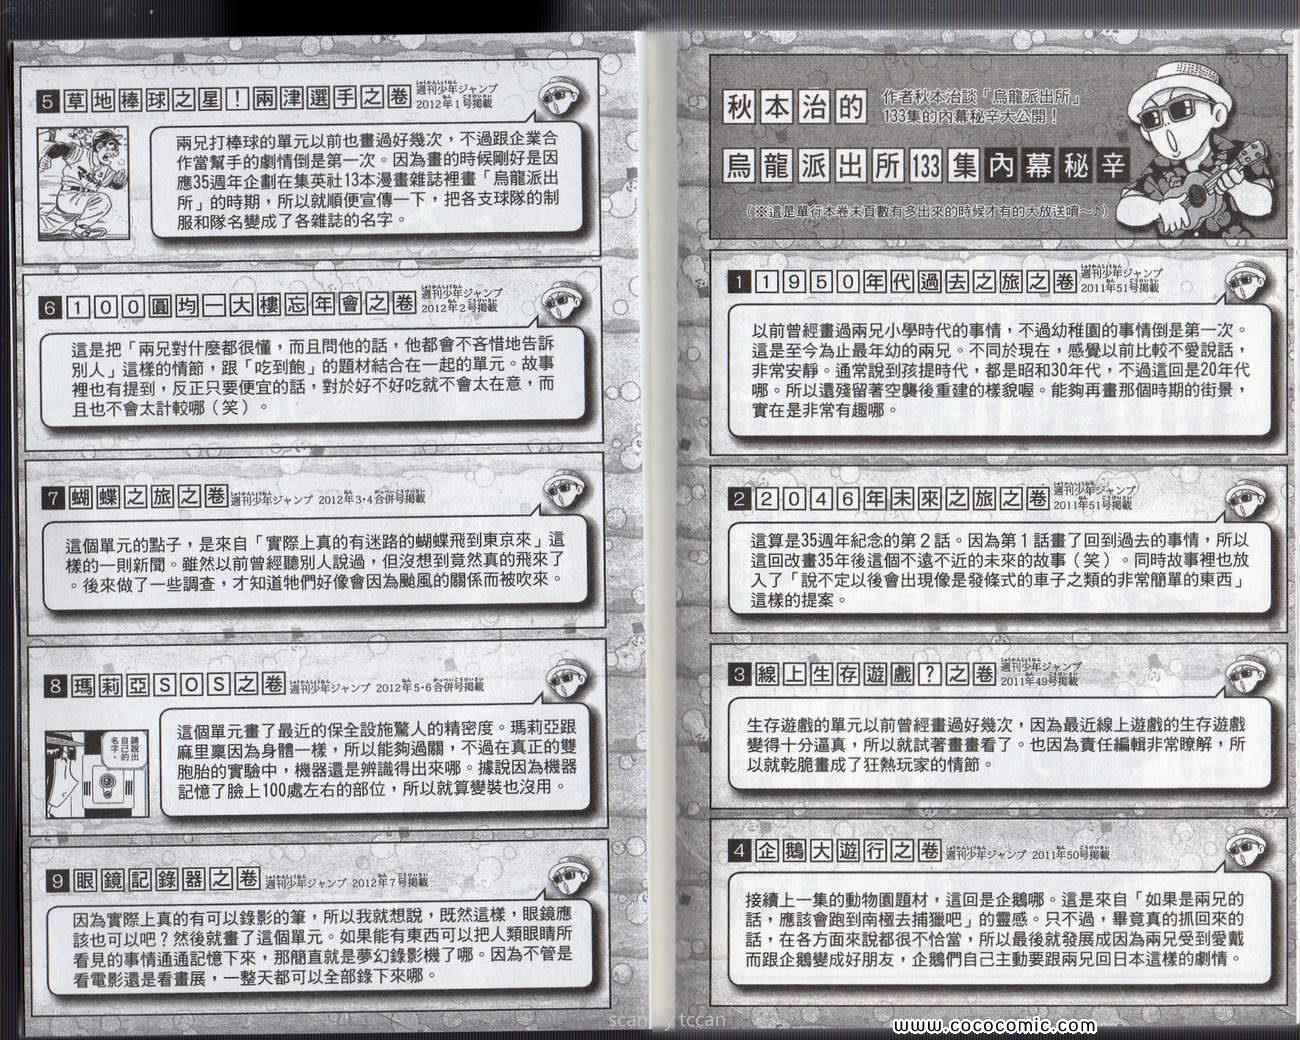 秋本治的
作者秋本治談「烏龍派出所」
133集的內幕秘辛大公開！
烏龍派出所133集內幕秘辛
（※這是單行本卷末頁數有多出來的時候才有的大放送唷～♪）
1 1950年代過去之旅之卷 週刊少年ジャンプ
2011年51号掲載
以前曾經畫過兩兄小學時代的事情，不過幼稚園的事情倒是第一次。
這是至今為止最年幼的兩兄。不同於現在，感覺以前比較不愛說話，
非常安靜。通常說到孩提時代，都是昭和30年代，不過這回是20年代
哪。所以還殘留著空襲後重建的樣貌喔。能夠再畫那個時期的街景，
實在是非常有趣哪。
2 2046年未來之旅之卷 週刊少年ジャンプ
2011年51号掲載
這算是35週年紀念的第２話。因為第１話畫了回到過去的事情，所以
這回改畫35年後這個不遠不近的未來的故事（笑）。同時故事裡也放
入了「說不定以後會出現像是發條式的車子之類的非常簡單的東西」
這樣的提案。
3 線上生存遊戲？之卷 週刊少年ジャンプ
2011年49号掲載
生存遊戲的單元以前曾經畫過好幾次，因為最近線上遊戲的生存遊戲
變得十分逼真，所以就試著畫畫看了。也因為責任編輯非常瞭解，所
以就乾脆畫成了狂熱玩家的情節。
4 企鵝大遊行之卷 週刊少年ジャンプ 2011年50号掲載
接續上一集的動物園題材，這回是企鵝哪。這是來自「如果是兩兄的
話，應該會跑到南極去捕獵吧」的靈感。只不過，畢竟真的抓回來的
話，在各方面來說都很不恰當，所以最後就發展成因為兩兄受到愛戴
而跟企鵝變成好朋友，企鵝們自己主動要跟兩兄回日本這樣的劇情。
5 草地棒球之星！兩津選手之卷 週刊少年ジャンプ
2012年1号掲載
兩兄打棒球的單元以前也畫過好幾次，不過跟企業合
作當幫手的劇情倒是第一次。因為畫的時候剛好是因
應35週年企劃在集英社13本漫畫雜誌裡畫「烏龍派出
所」的時期，所以就順便宣傳一下，把各支球隊的制
服和隊名變成了各雜誌的名字。
6 100圓均一大樓忘年會之卷 週刊少年ジャンプ
2012年2号掲載
這是把「兩兄對什麼都很懂，而且問他的話，他都會不吝惜地告訴
別人」這樣的情節，跟「吃到飽」的題材結合在一起的單元。故事
裡也有提到，反正只要便宜的話，對於好不好吃就不會太在意，而
且也不會太計較哪（笑）。
7 蝴蝶之旅之卷 週刊少年ジャンプ 2012年3・4合併号掲載
這個單元的點子，是來自「實際上真的有迷路的蝴蝶飛到東京來」這
樣的一則新聞。雖然以前曾經聽別人說過，但沒想到竟然真的飛來了
。後來做了一些調查，才知道牠們好像會因為颱風的關係而被吹來。
8 瑪莉亞SOS之卷 週刊少年ジャンプ 2012年5・6合併号掲載
請說出
自己的
名字。
這個單元畫了最近的保全設施驚人的精密度。瑪莉亞跟
麻里稟因為身體一樣，所以能夠過關，不過在真正的雙
胞胎的實驗中，機器還是辨識得出來哪。據說因為機器
記憶了臉上100處左右的部位，所以就算變裝也沒用。
9 眼鏡記錄器之卷 週刊少年ジャンプ 2012年7号掲載
因為實際上真的有可以錄影的筆，所以我就想說，既然這樣，眼鏡應
該也可以吧？然後就畫了這個單元。如果能有東西可以把人類眼睛所
看見的事情通通記憶下來，那簡直就是夢幻錄影機了哪。因為不管是
看電影還是看畫展，一整天都可以全部錄下來哪。
scan by tccan
www.cococomic.com